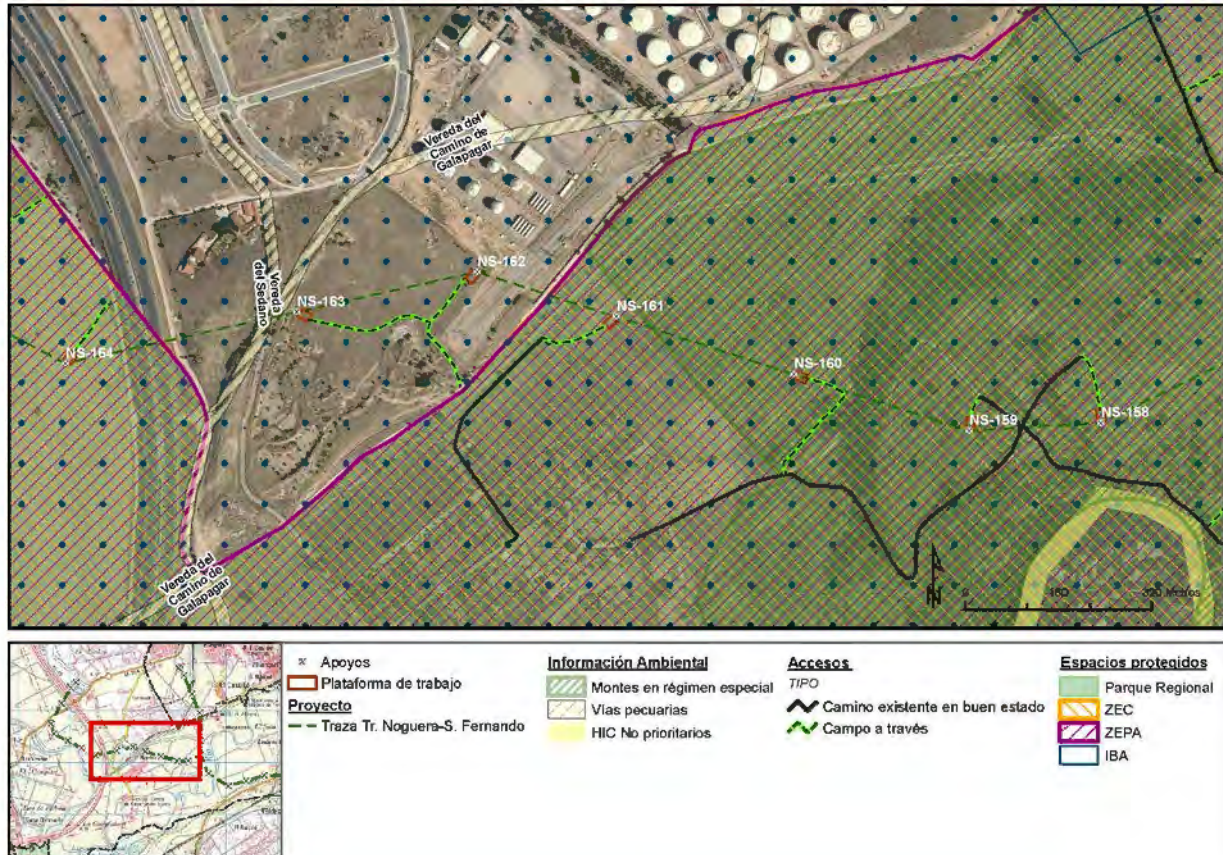 Vereda del
Camino de
Galapagar
Vereda
del Sedano
NS-162
NS-163
NS-161
NS-164
NS-160
NS-159
NS-158
Vereda del
Camino de
Galapagar
N
0
160
320 Metros
Apoyos
Plataforma de trabajo
Proyecto
Traza Tr. Noguera-S. Fernando
Información Ambiental
Montes en régimen especial
Vías pecuarias
HIC No prioritarios
Accesos
TIPO
Camino existente en buen estado
Campo a través
Espacios protegidos
Parque Regional
ZEC
ZEPA
IBA